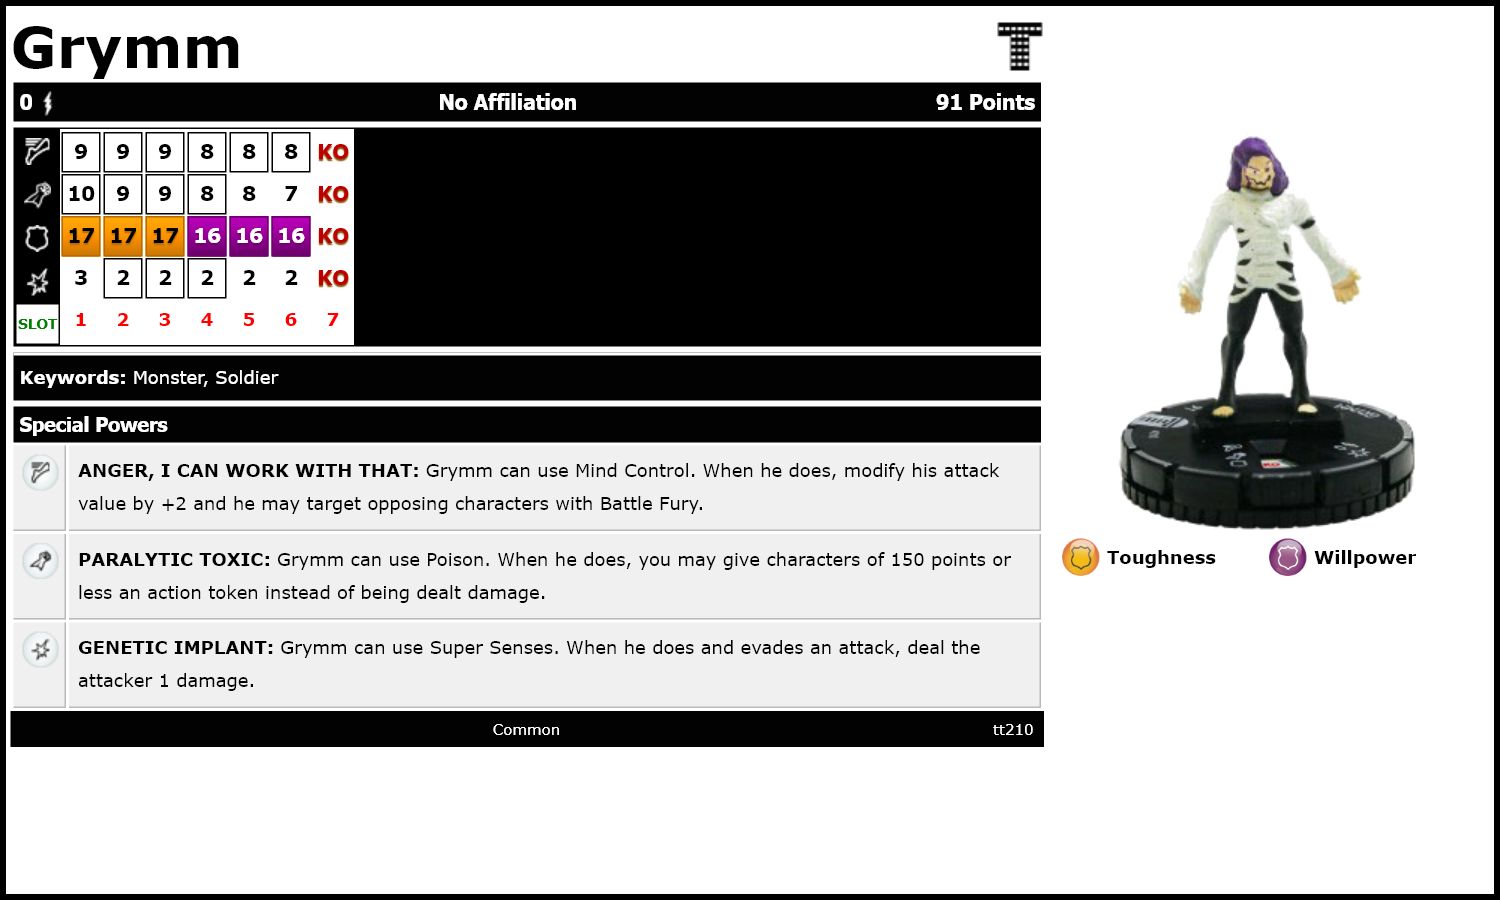 Grymm
T
0 No Affiliation 91 Points
9 9 9 8 8 8 KO
10 9 9 8 8 7 KO
17 17 17 16 16 16 KO
3 2 2 2 2 2 KO
SLOT 1 2 3 4 5 6 7
Keywords: Monster, Soldier
Special Powers
ANGER, I CAN WORK WITH THAT: Grymm can use Mind Control. When he does, modify his attack
value by +2 and he may target opposing characters with Battle Fury.
PARALYTIC TOXIC: Grymm can use Poison. When he does, you may give characters of 150 points or
less an action token instead of being dealt damage.
GENETIC IMPLANT: Grymm can use Super Senses. When he does and evades an attack, deal the
attacker 1 damage.
Common tt210
KO
Toughness Willpower